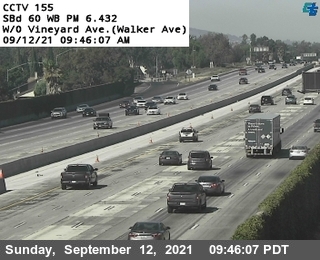 CCTV 155
SBd 60 WB PM 6.432
W/O Vineyard Ave.(Walker Ave)
09/12/21 09:46:07 AM
Sunday, September 12, 2021 09:46:07 PDT